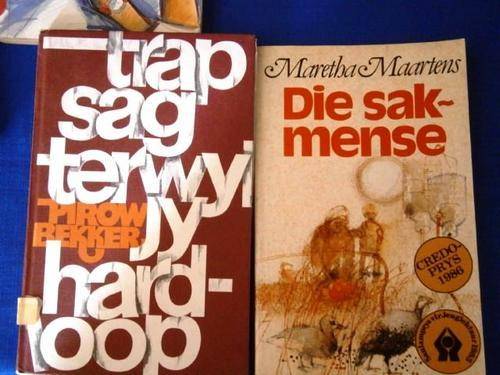 trap
sag
terwyl
PIROW
BEKKER
jy
hard-
loop
Maretha Maartens
Die sak~
mense
CREDO-
PRYS
1986